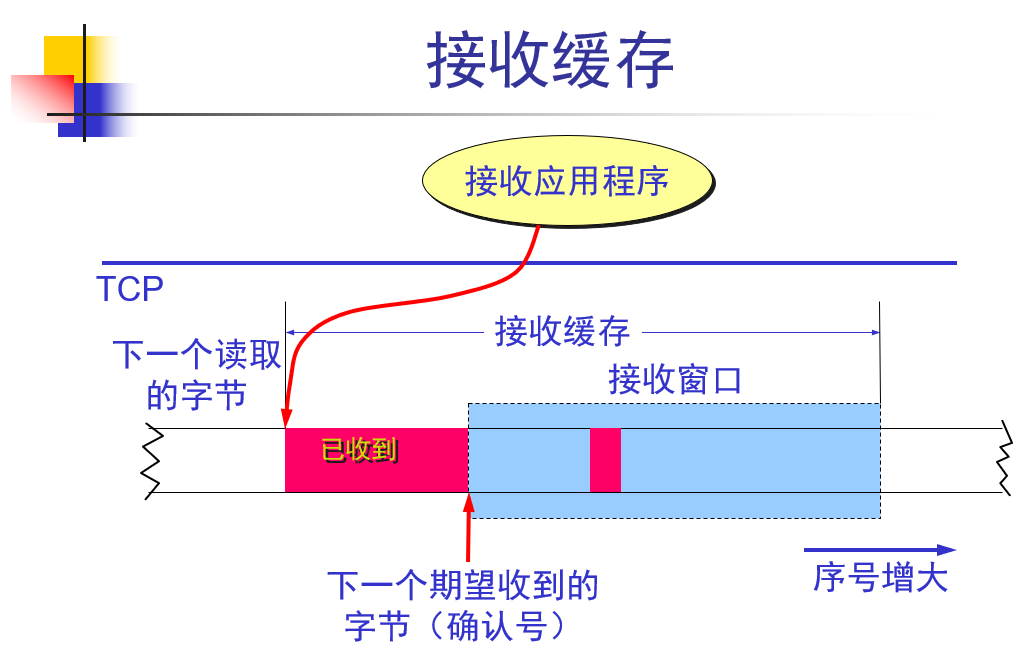 接收缓存
接收应用程序
TCP
接收缓存
下一个读取
的字节
接收窗口
已收到
下一个期望收到的
字节（确认号）
序号增大